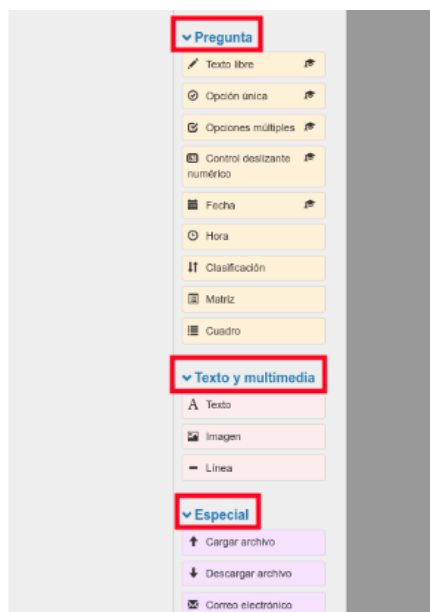 Pregunta
Texto libre
Opción única
Opciones múltiples
Control deslizante
numérico
Fecha
Hora
Clasificación
Matriz
Cuadro
Texto y multimedia
Texto
Imagen
Línea
Especial
Cargar archivo
Descargar archivo
Correo electrónico